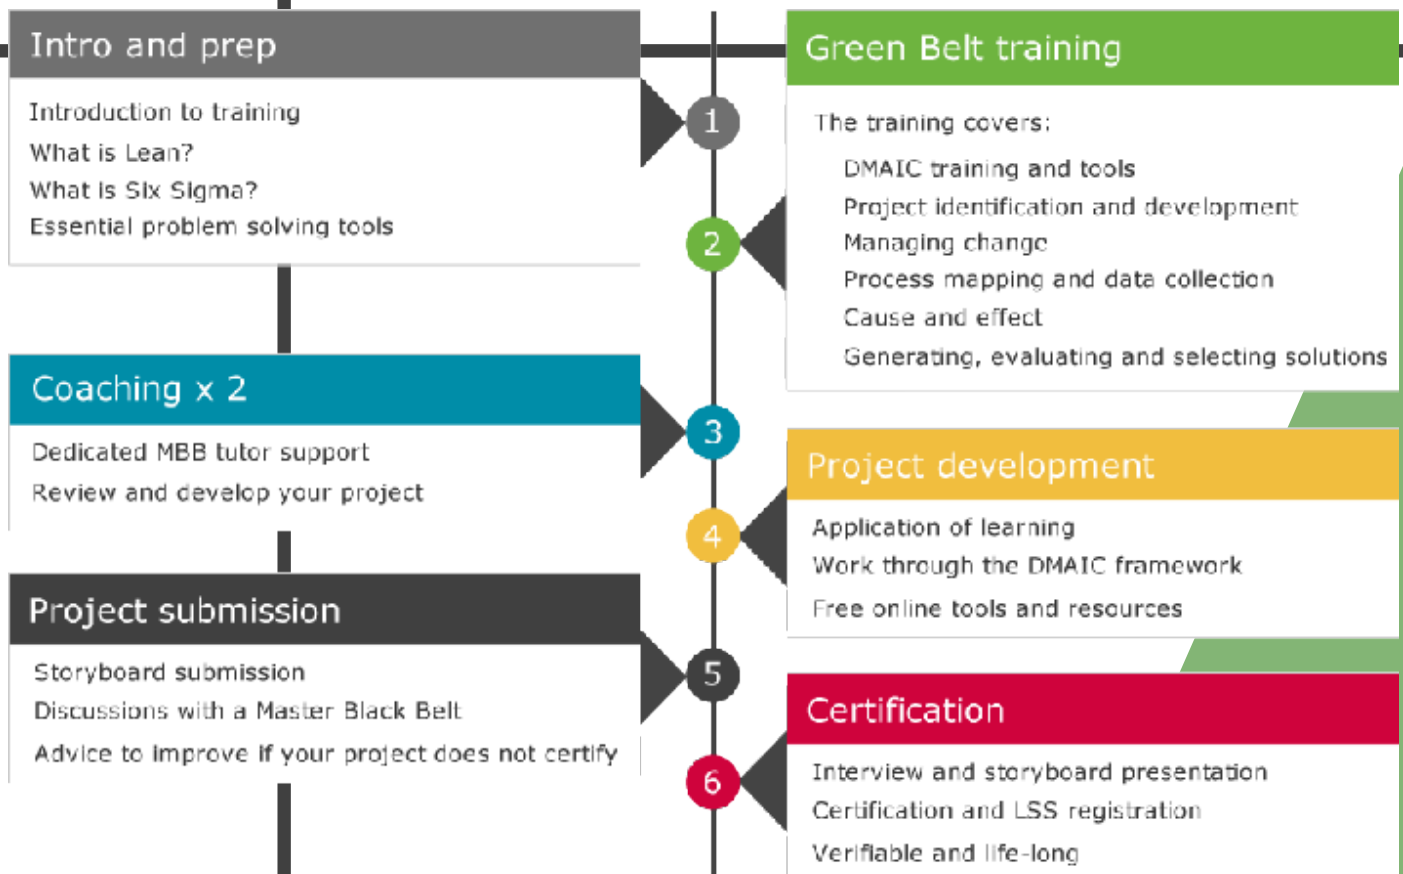 Intro and prep
Introduction to training
What is Lean?
What is Six Sigma?
Essential problem solving tools
1
Green Belt training
The training covers:
DMAIC training and tools
Project identification and development
Managing change
Process mapping and data collection
Cause and effect
Generating, evaluating and selecting solutions
2
Coaching x 2
Dedicated MBB tutor support
Review and develop your project
3
Project development
Application of learning
Work through the DMAIC framework
Free online tools and resources
4
Project submission
Storyboard submission
Discussions with a Master Black Belt
Advice to improve if your project does not certify
5
Certification
Interview and storyboard presentation
Certification and LSS registration
Verifiable and life-long
6